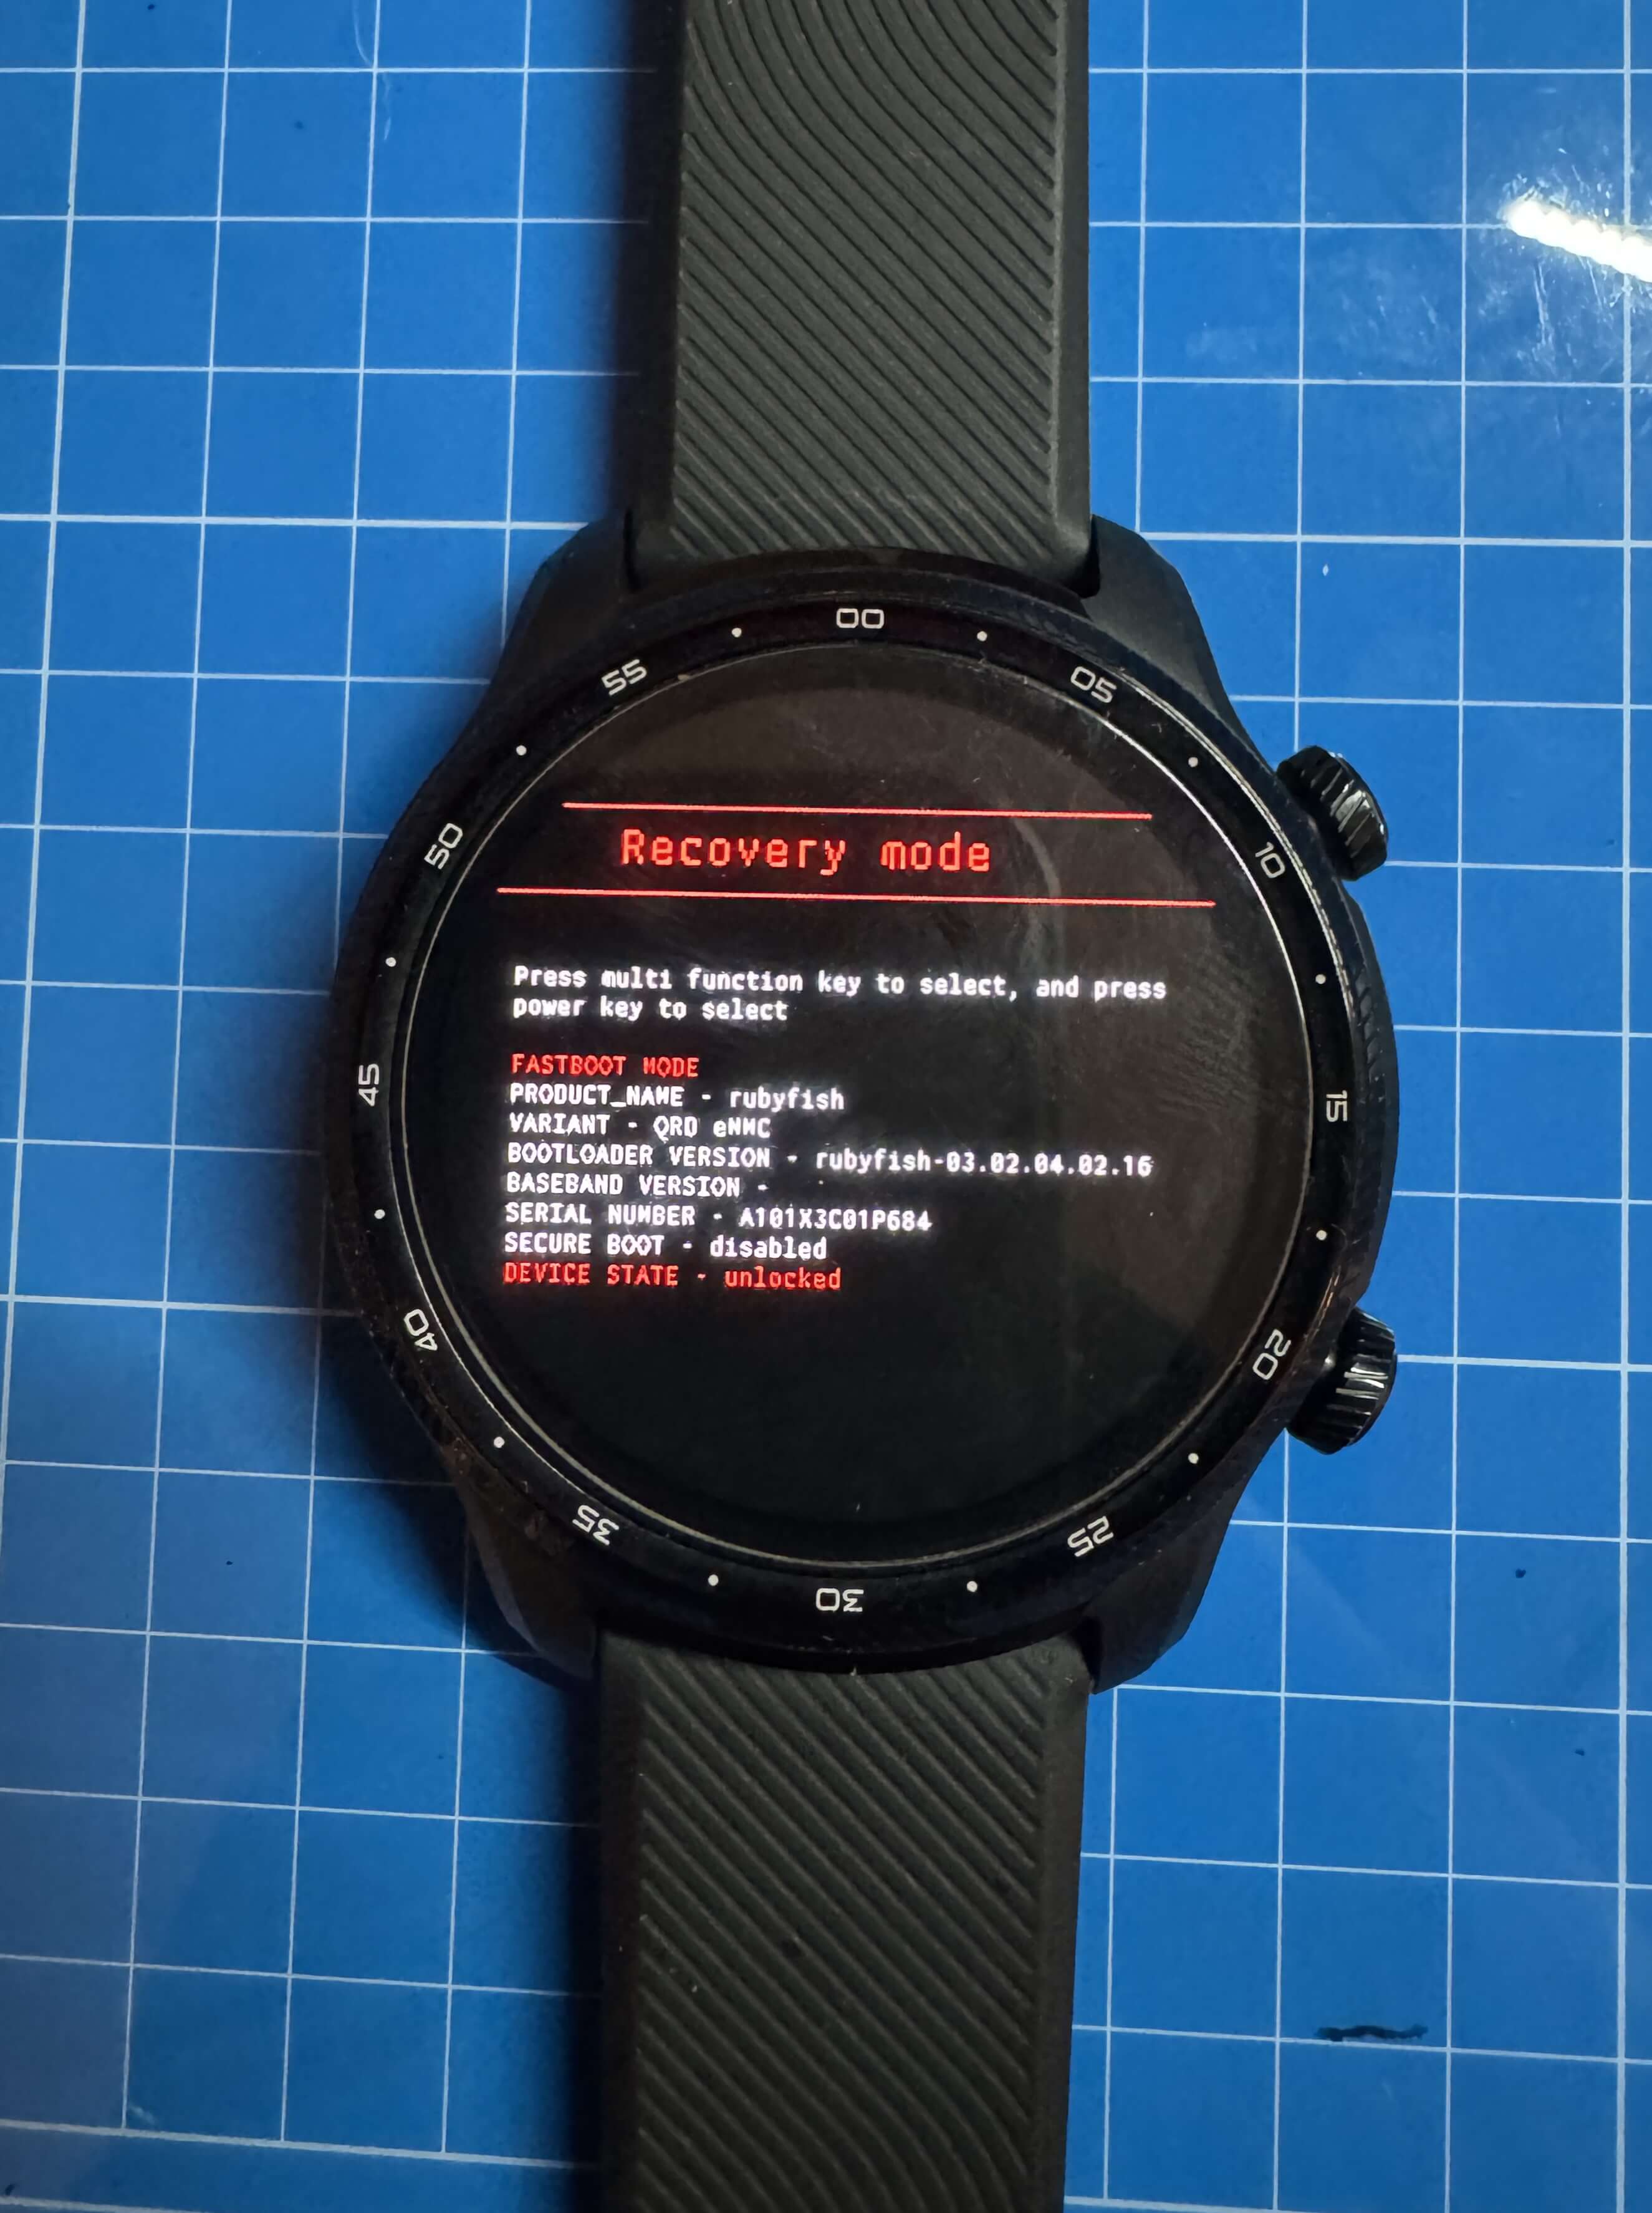 00
05
10
15
20
25
30
35
40
45
50
55
Recovery mode
Press multi function key to select, and press
power key to select
FASTBOOT MODE
PRODUCT_NAME - rubyfish
VARIANT - QRD eMMC
BOOTLOADER VERSION - rubyfish-03.02.04.02.16
BASEBAND VERSION -
SERIAL NUMBER - A101X3C01P684
SECURE BOOT - disabled
DEVICE STATE - unlocked